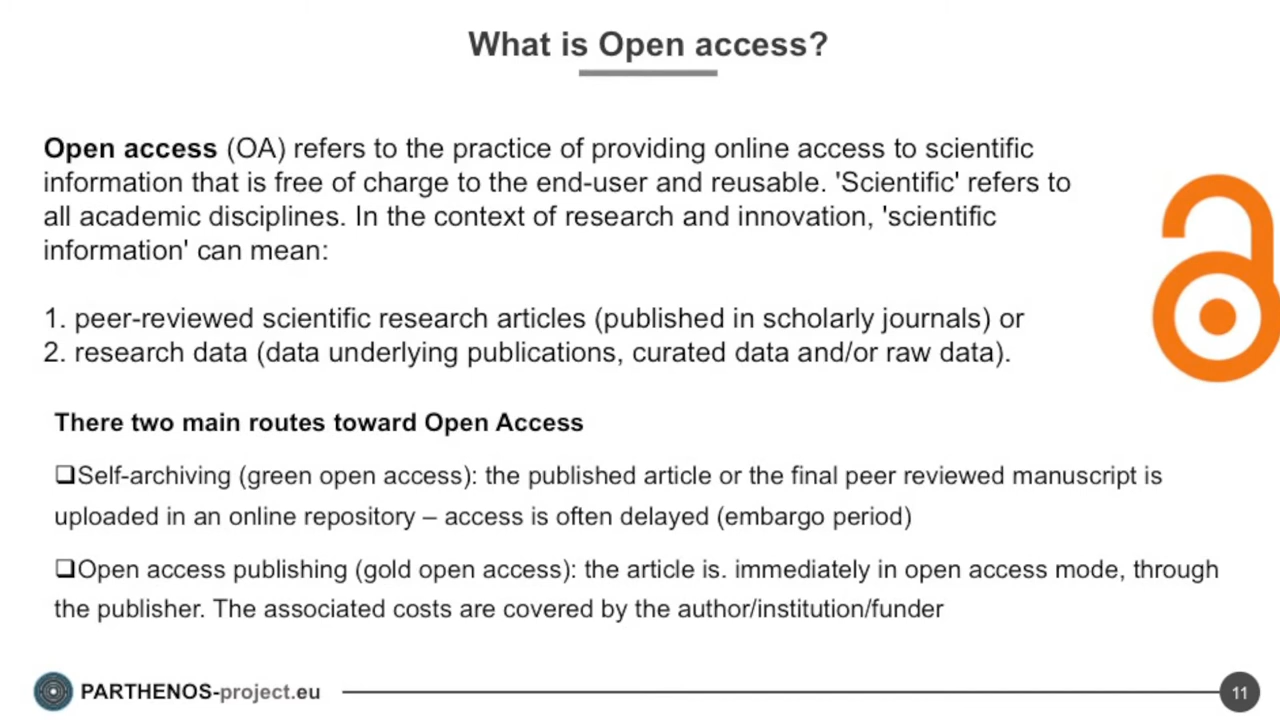 What is Open access?
Open access (OA) refers to the practice of providing online access to scientific
information that is free of charge to the end-user and reusable. 'Scientific' refers to
all academic disciplines. In the context of research and innovation, 'scientific
information' can mean:
1. peer-reviewed scientific research articles (published in scholarly journals) or
2. research data (data underlying publications, curated data and/or raw data).
There two main routes toward Open Access
❑Self-archiving (green open access): the published article or the final peer reviewed manuscript is
uploaded in an online repository – access is often delayed (embargo period)
❑Open access publishing (gold open access): the article is. immediately in open access mode, through
the publisher. The associated costs are covered by the author/institution/funder
PARTHENOS-project.eu
11